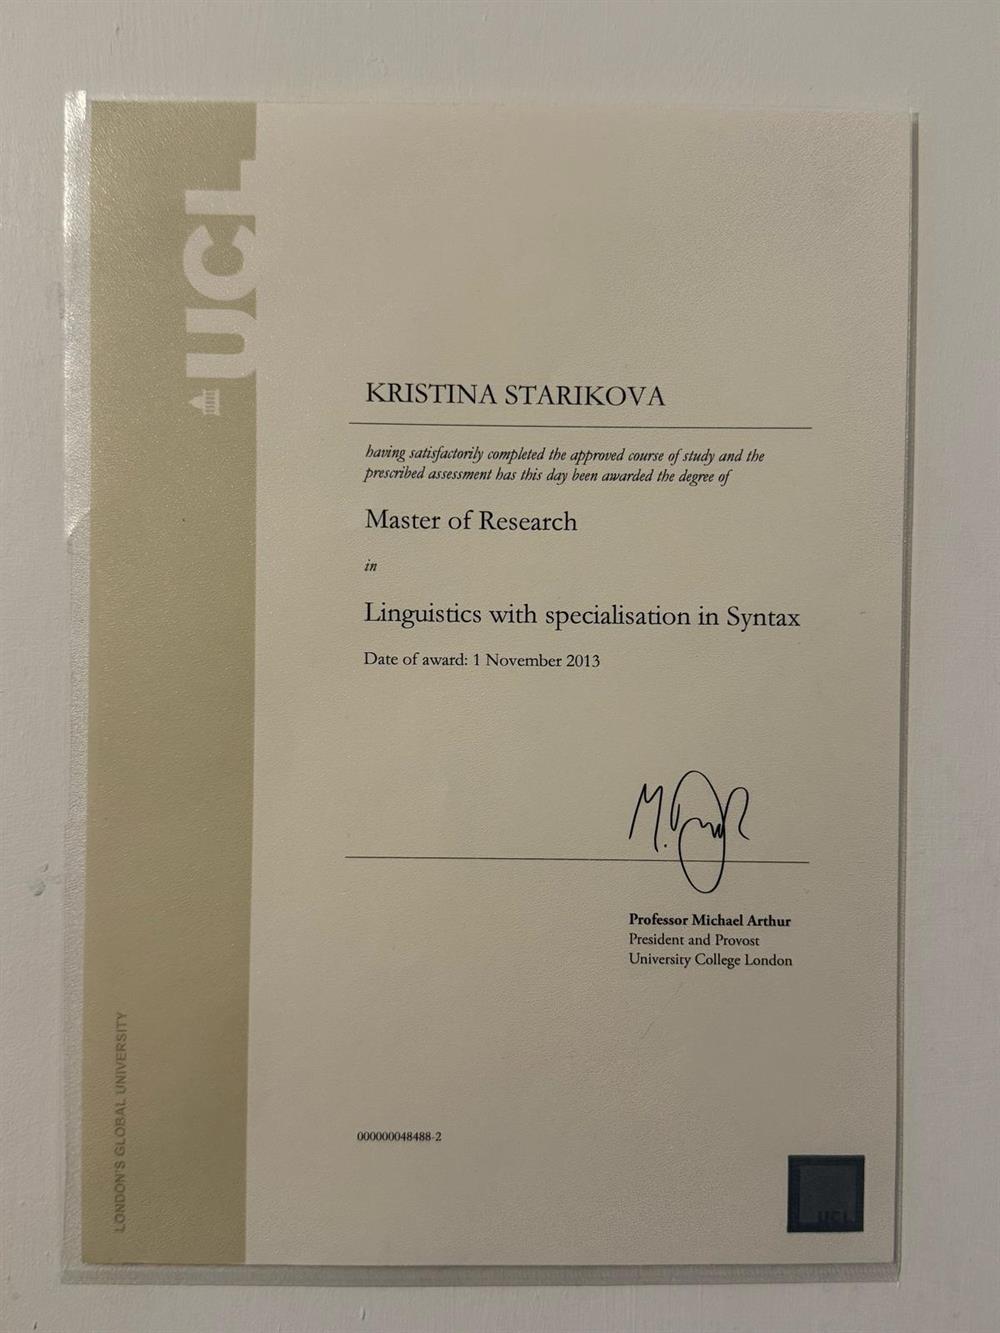 UCL
KRISTINA STARIKOVA
having satisfactorily completed the approved course of study and the
prescribed assessment has this day been awarded the degree of
Master of Research
in
Linguistics with specialisation in Syntax
Date of award: 1 November 2013
Professor Michael Arthur
President and Provost
University College London
LONDON'S GLOBAL UNIVERSITY
000000048488-2
UCL